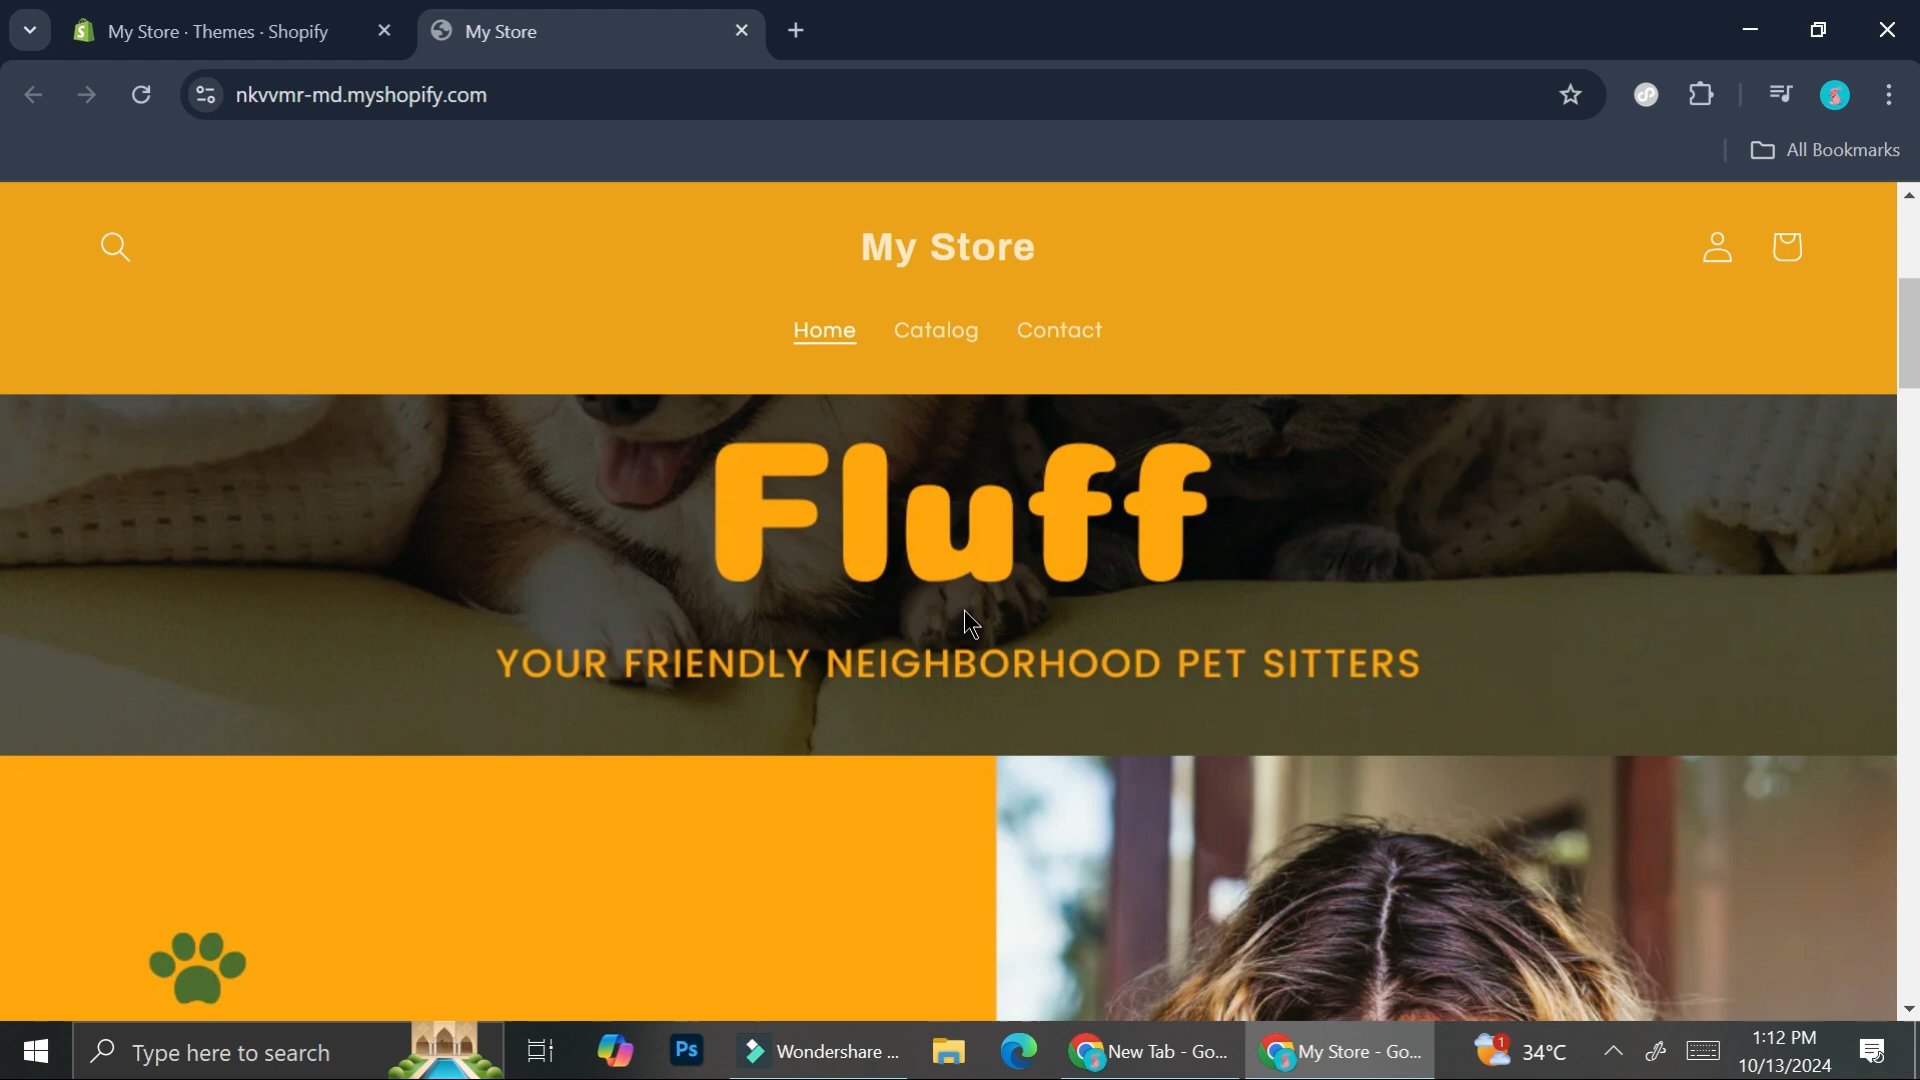 My Store · Themes · Shopify
My Store
nkvvmr-md.myshopify.com
All Bookmarks
My Store
Home Catalog Contact
Fluff
YOUR FRIENDLY NEIGHBORHOOD PET SITTERS
Type here to search
Ps
Wondershare ...
New Tab - Go...
My Store - Go...
1
34°C
1:12 PM
10/13/2024